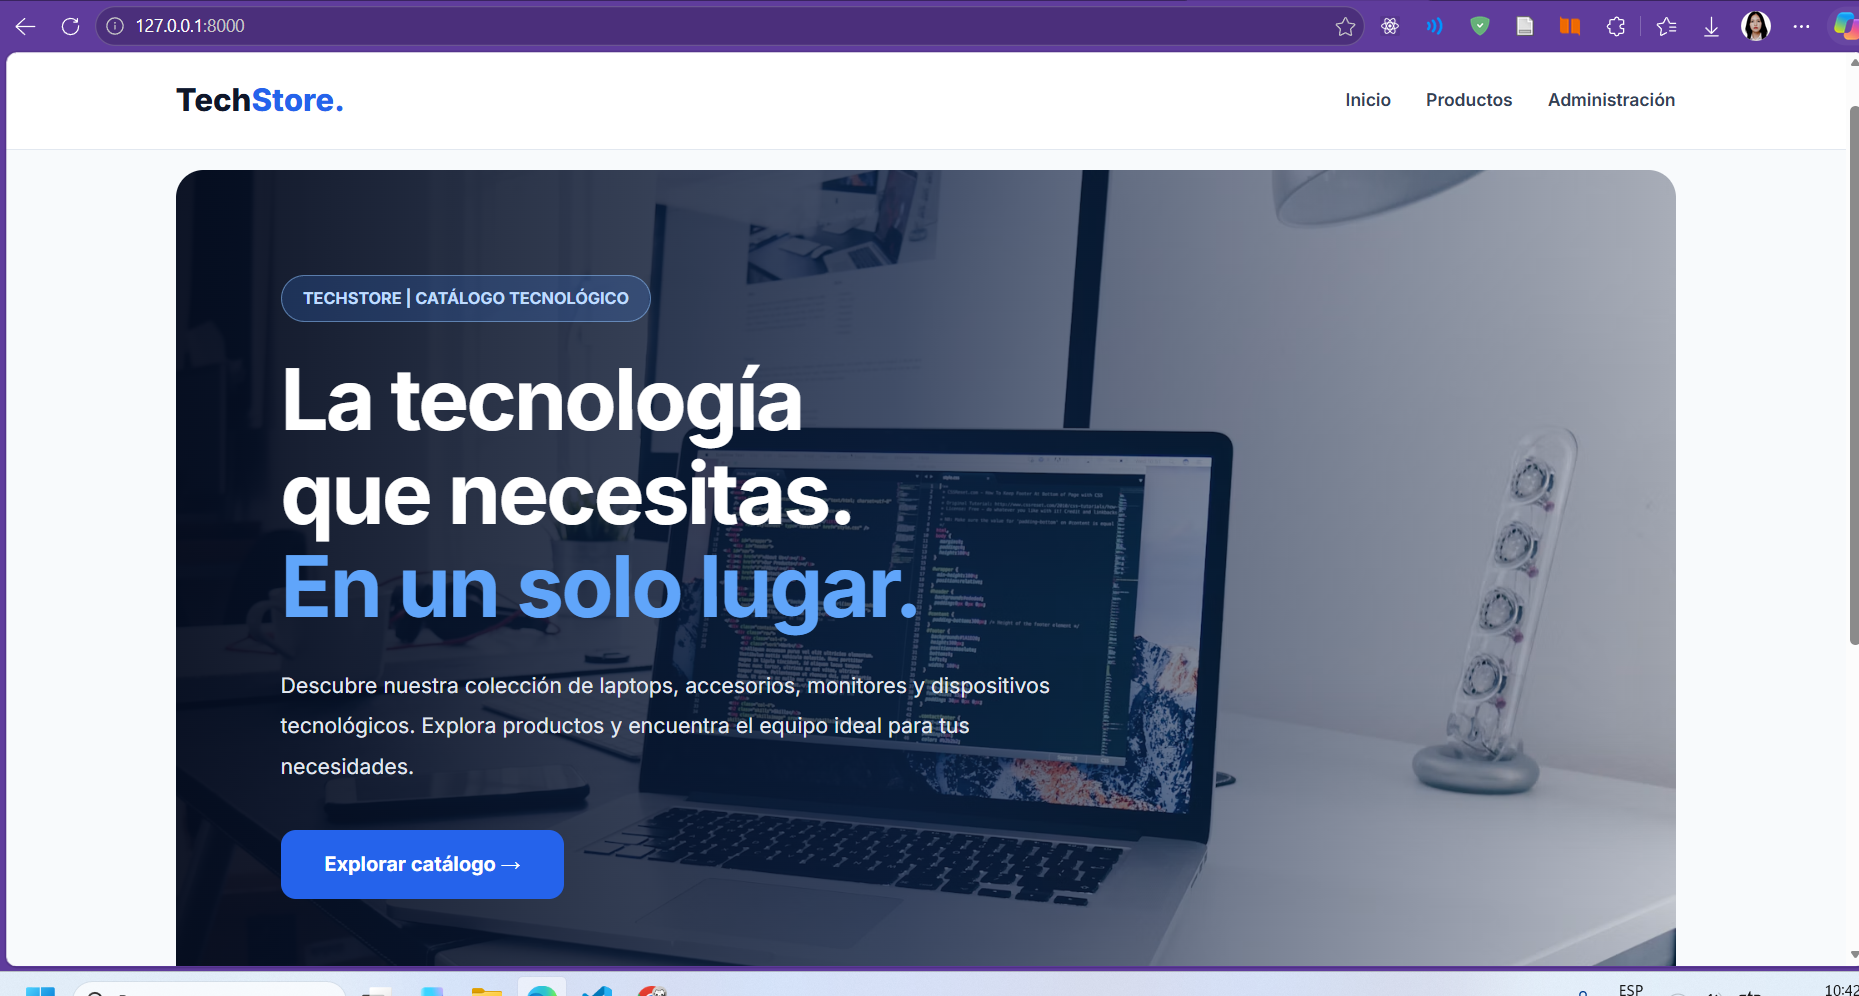 127.0.0.1:8000
TechStore.
Inicio
Productos
Administración
TECHSTORE | CATÁLOGO TECNOLÓGICO
La tecnología
que necesitas.
En un solo lugar.
Descubre nuestra colección de laptops, accesorios, monitores y dispositivos
tecnológicos. Explora productos y encuentra el equipo ideal para tus
necesidades.
Explorar catálogo →
ESP
10:42